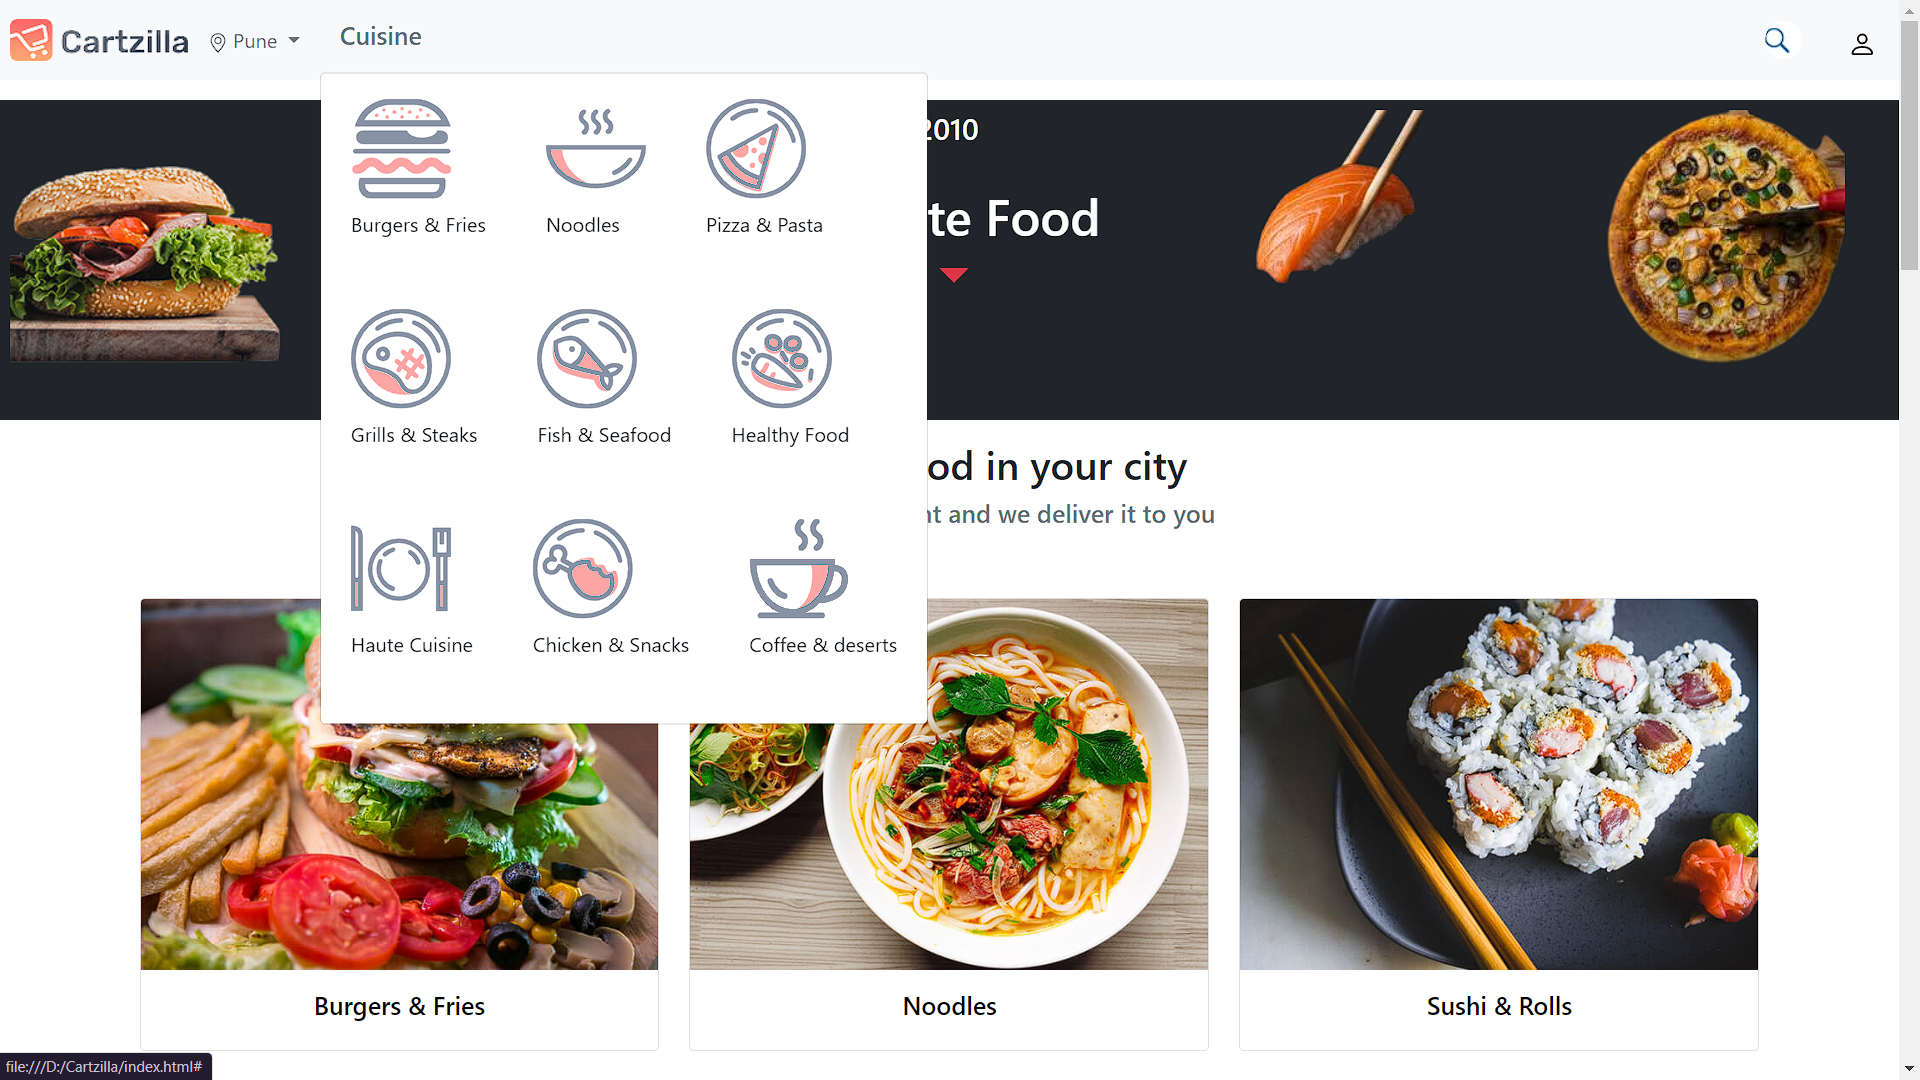 Cartzilla
Pune
Cuisine
2010
te Food
Burgers & Fries
Noodles
Pizza & Pasta
Grills & Steaks
Fish & Seafood
Healthy Food
Haute Cuisine
Chicken & Snacks
Coffee & deserts
od in your city
nt and we deliver it to you
Burgers & Fries
Noodles
Sushi & Rolls
file:///D:/Cartzilla/index.html#